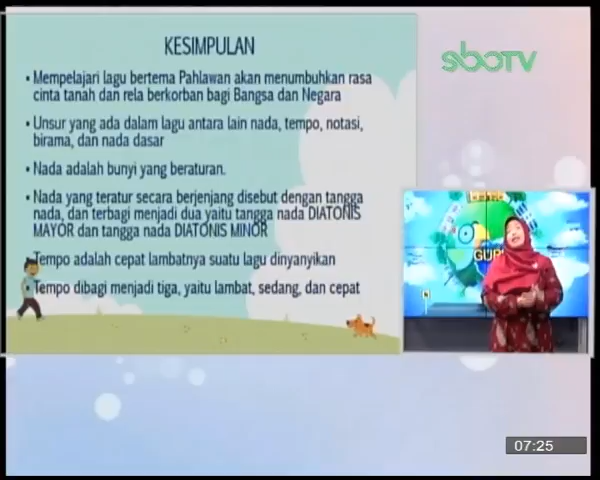 sboTV
KESIMPULAN
• Mempelajari lagu bertema Pahlawan akan menumbuhkan rasa
cinta tanah dan rela berkorban bagi Bangsa dan Negara
• Unsur yang ada dalam lagu antara lain nada, tempo, notasi,
birama, dan nada dasar
• Nada adalah bunyi yang beraturan.
• Nada yang teratur secara berjenjang disebut dengan tangga
nada, dan terbagi menjadi dua yaitu tangga nada DIATONIS
MAYOR dan tangga nada DIATONIS MINOR
• Tempo adalah cepat lambatnya suatu lagu dinyanyikan
• Tempo dibagi menjadi tiga, yaitu lambat, sedang, dan cepat
07:25